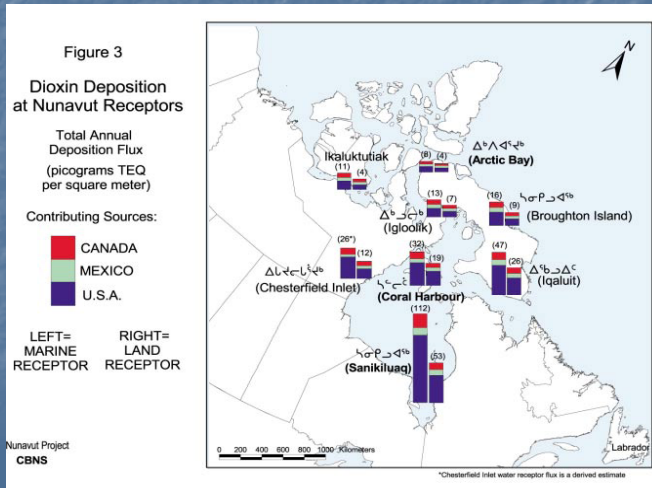 Figure 3
Dioxin Deposition
at Nunavut Receptors
Total Annual
Deposition Flux
(picograms TEQ
per square meter)
Contributing Sources:
CANADA
MEXICO
U.S.A.
LEFT=
MARINE
RECEPTOR
RIGHT=
LAND
RECEPTOR
Nunavut Project
CBNS
N
Ikaluktutiak
(11)
(4)
(8)
(4)
(Arctic Bay)
(13)
(7)
(Igloolik)
(16)
(9)
ᓴᓂᑭᓗᐊᖅ
(Broughton Island)
(26*)
(12)
(Chesterfield Inlet)
(32)
(19)
(Coral Harbour)
(47)
(26)
ᐃᖃᓗᐃᑦ
(Iqaluit)
(112)
(53)
ᓴᓂᑭᓗᐊᖅ
(Sanikiluaq)
0 200 400 600 800 1000 Kilometers
Labrador
*Chesterfield Inlet water receptor flux is a derived estimate